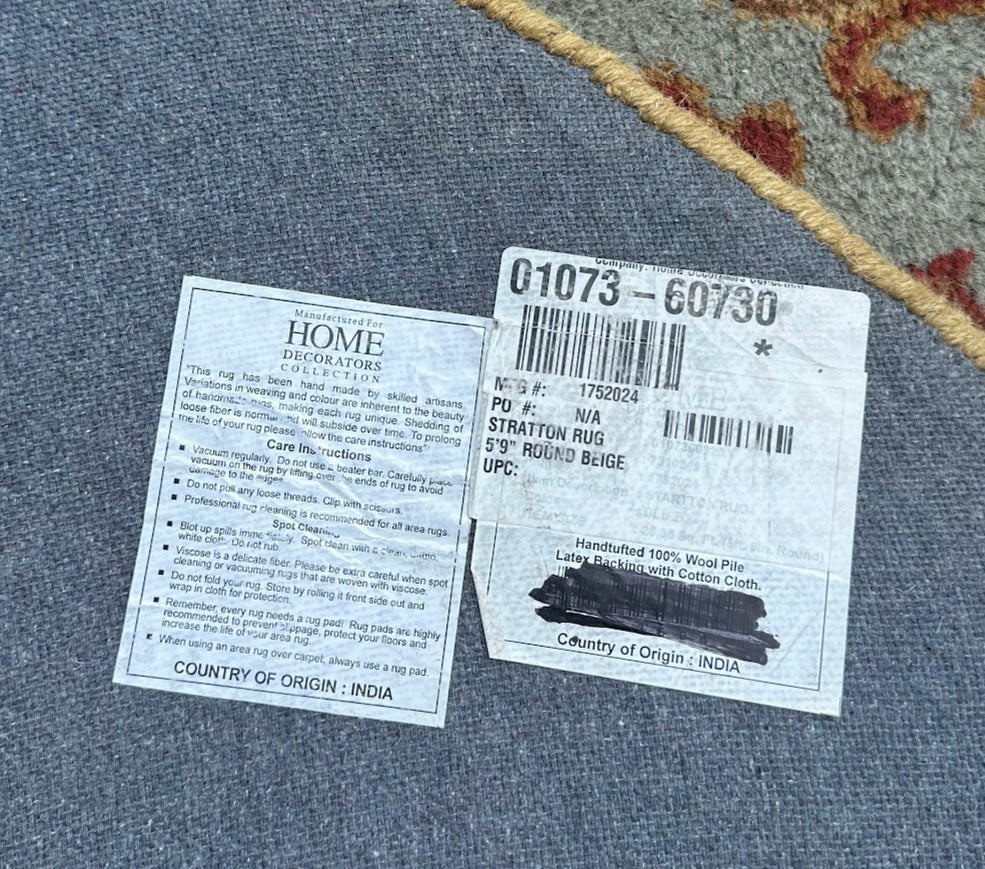 Manufactured For
HOME
DECORATORS
COLLECTION
"This rug has been hand made by skilled artisans.
Variations in weaving and colour are inherent to the beauty
of handmade rugs, making each rug unique. Shedding of
loose fiber is normal and will subside over time. To prolong
the life of your rug please follow the care instructions"
Care Instructions
▪ Vacuum regularly. Do not use a beater bar. Carefully place
vacuum on the rug by lifting over the ends of rug to avoid
damage to the edges.
▪ Do not pull any loose threads. Clip with scissors.
▪ Professional rug cleaning is recommended for all area rugs.
Spot Cleaning
▪ Blot up spills immediately. Spot clean with a clean, damp,
white cloth. Do not rub.
▪ Viscose is a delicate fiber. Please be extra careful when spot
cleaning or vacuuming rugs that are woven with viscose.
▪ Do not fold your rug. Store by rolling it front side out and
wrap in cloth for protection.
▪ Remember, every rug needs a rug pad! Rug pads are highly
recommended to prevent slippage, protect your floors and
increase the life of your area rug.
▪ When using an area rug over carpet, always use a rug pad.
COUNTRY OF ORIGIN : INDIA
Company: Home Decorators Collection
01073 - 60730
*
MFG #: 1752024
PO #: N/A
STRATTON RUG
5'9" ROUND BEIGE
UPC:
Round)
Handtufted 100% Wool Pile
Latex Backing with Cotton Cloth.
Country of Origin : INDIA